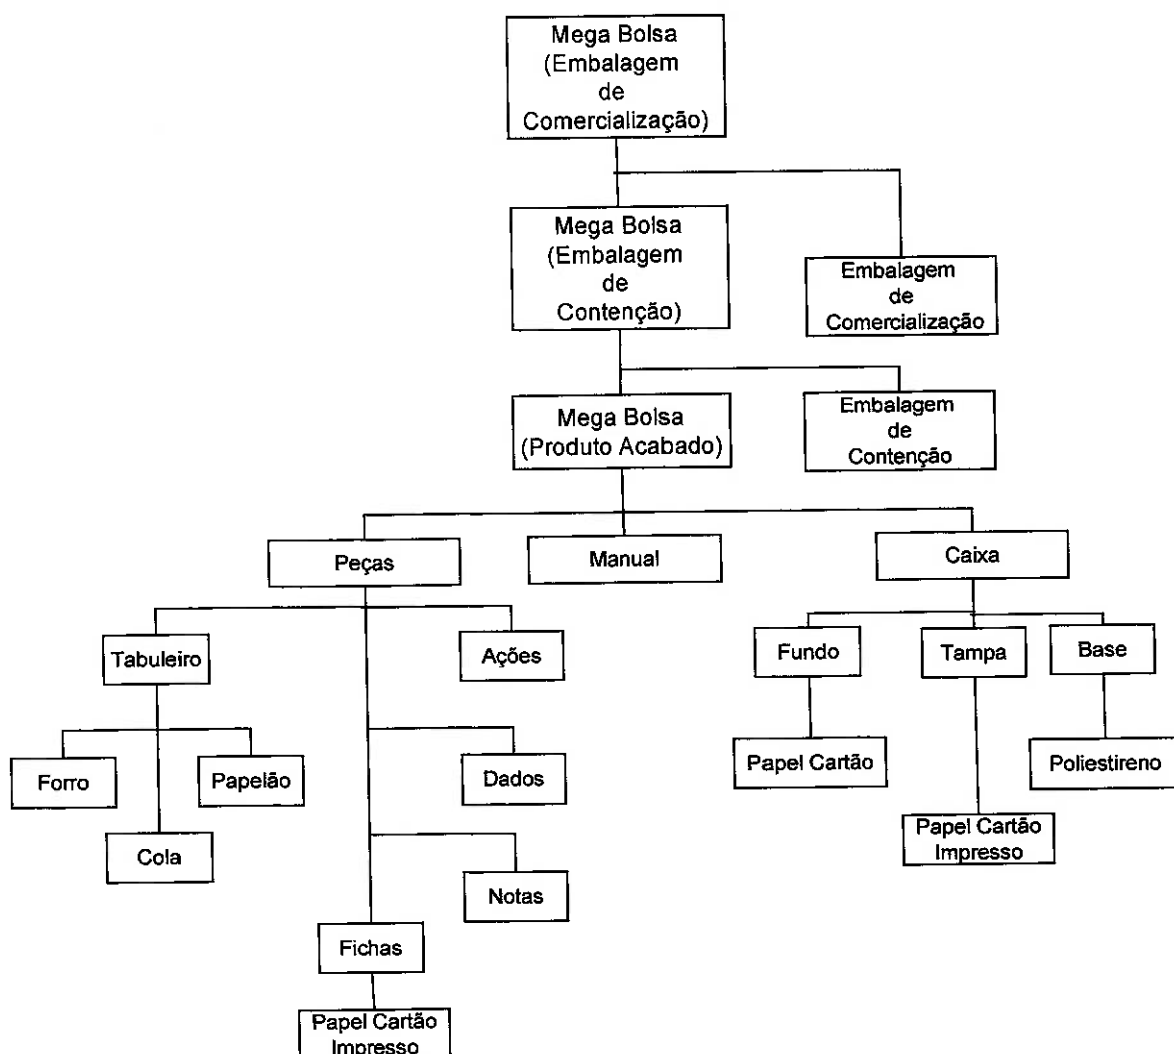 Mega Bolsa
(Embalagem
de
Comercialização)
Mega Bolsa
(Embalagem
de
Contenção)
Embalagem
de
Comercialização
Mega Bolsa
(Produto Acabado)
Embalagem
de
Contenção
Peças
Manual
Caixa
Tabuleiro
Ações
Fundo
Tampa
Base
Forro
Papelão
Dados
Papel Cartão
Poliestireno
Cola
Notas
Papel Cartão
Impresso
Fichas
Papel Cartão
Impresso